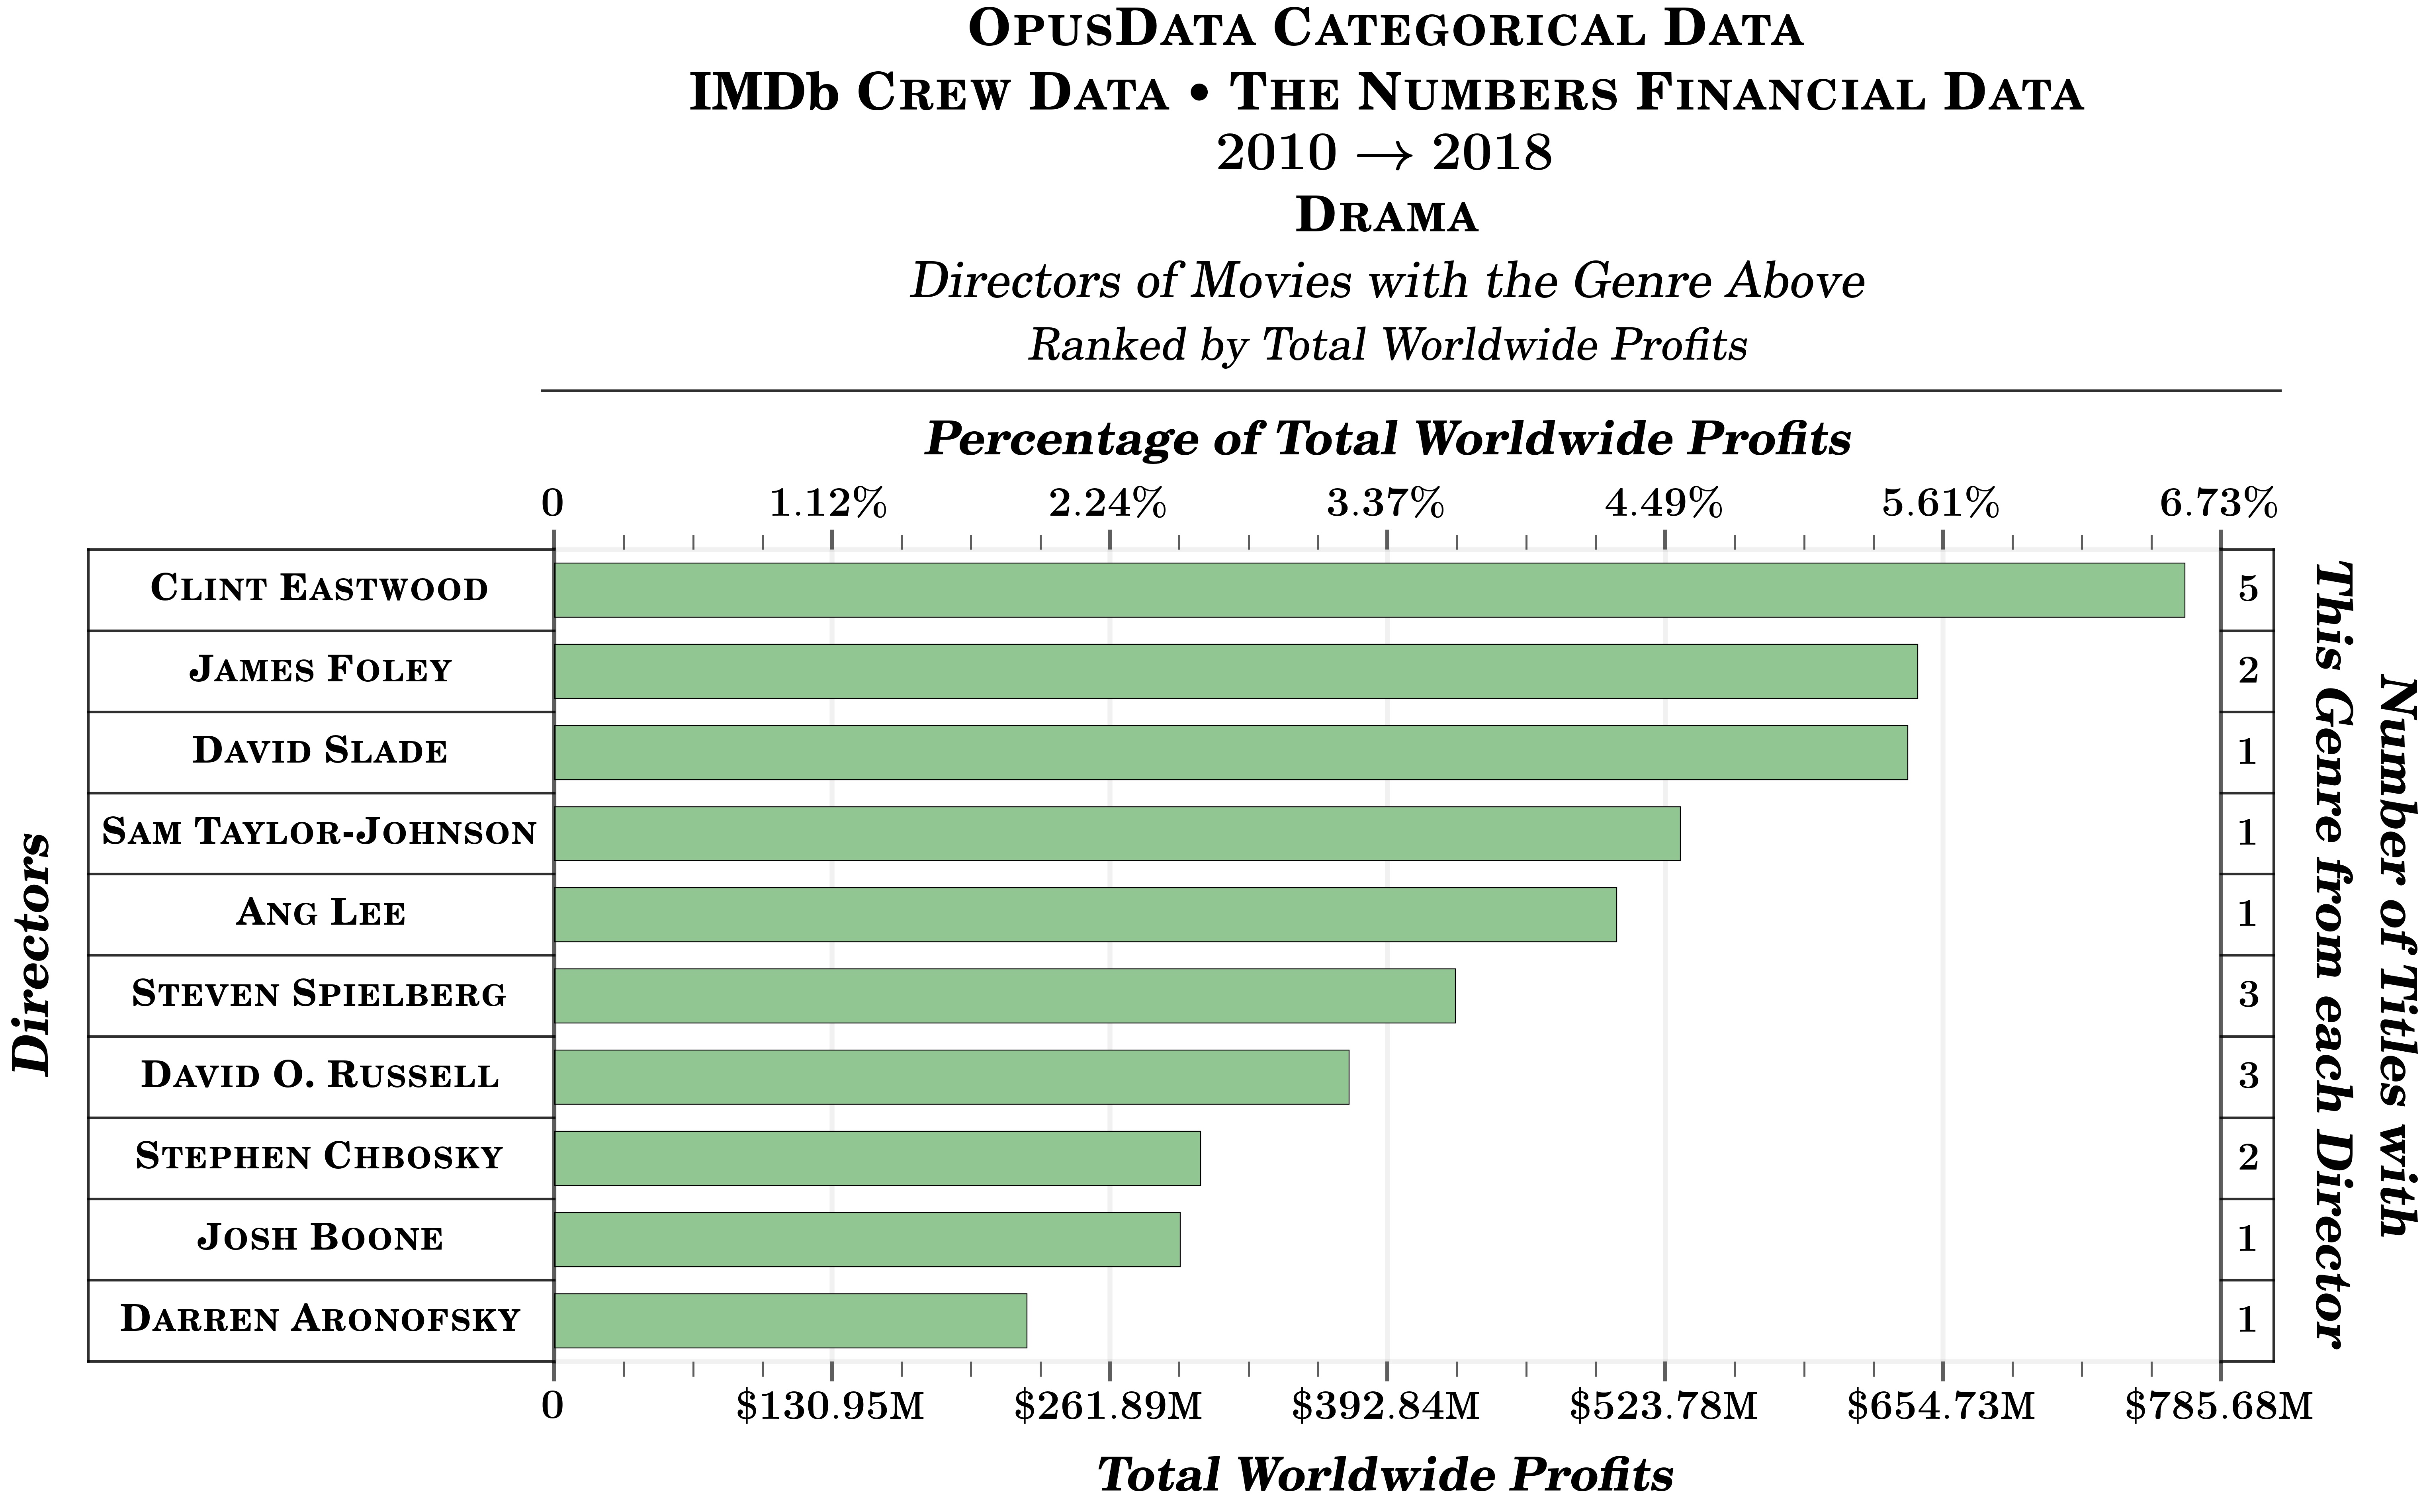 OpusData Categorical Data
IMDb Crew Data • The Numbers Financial Data
2010 → 2018
Drama
Directors of Movies with the Genre Above
Ranked by Total Worldwide Profits
Percentage of Total Worldwide Profits
0 1.12% 2.24% 3.37% 4.49% 5.61% 6.73%
Directors
Clint Eastwood 5
James Foley 2
David Slade 1
Sam Taylor-Johnson 1
Ang Lee 1
Steven Spielberg 3
David O. Russell 3
Stephen Chbosky 2
Josh Boone 1
Darren Aronofsky 1
Number of Titles with
This Genre from each Director
0 $130.95M $261.89M $392.84M $523.78M $654.73M $785.68M
Total Worldwide Profits